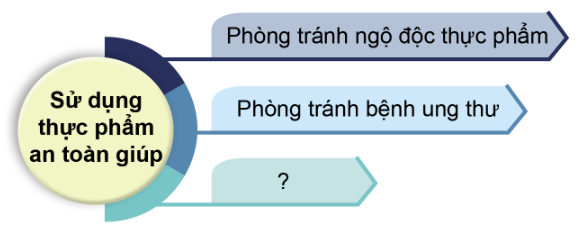 Phòng tránh ngộ độc thực phẩm
Sử dụng
thực phẩm
an toàn giúp
Phòng tránh bệnh ung thư
?